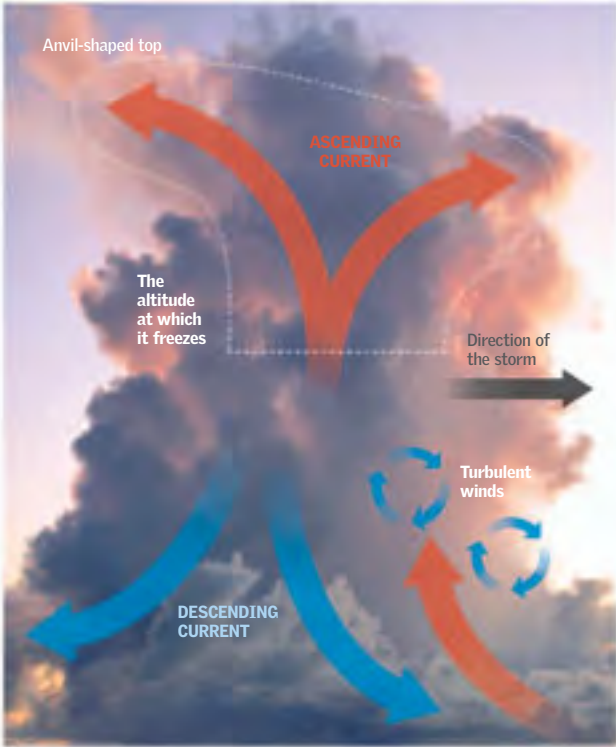 Anvil-shaped top
ASCENDING
CURRENT
The
altitude
at which
it freezes
Direction of
the storm
Turbulent
winds
DESCENDING
CURRENT